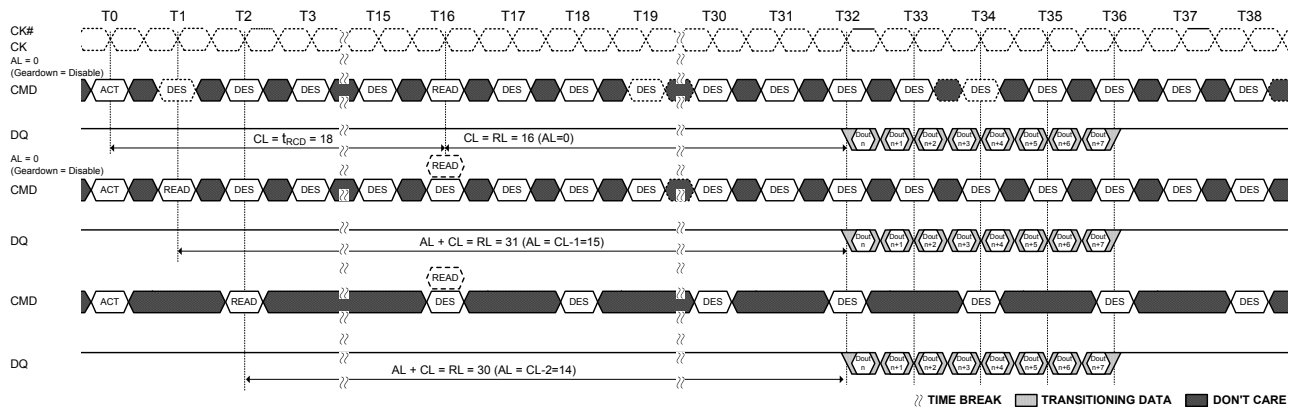 T0 T1 T2 T3 T15 T16 T17 T18 T19 T30 T31 T32 T33 T34 T35 T36 T37 T38
CK#
CK
AL = 0
(Geardown = Disable)
CMD ACT DES DES DES DES READ DES DES DES DES DES DES DES DES DES DES DES DES
DQ Dout n Dout n+1 Dout n+2 Dout n+3 Dout n+4 Dout n+5 Dout n+6 Dout n+7
CL = tRCD = 18 CL = RL = 16 (AL=0)
AL = 0
(Geardown = Disable)
READ
CMD ACT READ DES DES DES DES DES DES DES DES DES DES DES DES DES DES DES DES
DQ Dout n Dout n+1 Dout n+2 Dout n+3 Dout n+4 Dout n+5 Dout n+6 Dout n+7
AL + CL = RL = 31 (AL = CL-1=15)
READ
CMD ACT READ DES DES DES DES DES DES DES
DQ Dout n Dout n+1 Dout n+2 Dout n+3 Dout n+4 Dout n+5 Dout n+6 Dout n+7
AL + CL = RL = 30 (AL = CL-2=14)
TIME BREAK TRANSITIONING DATA DON'T CARE